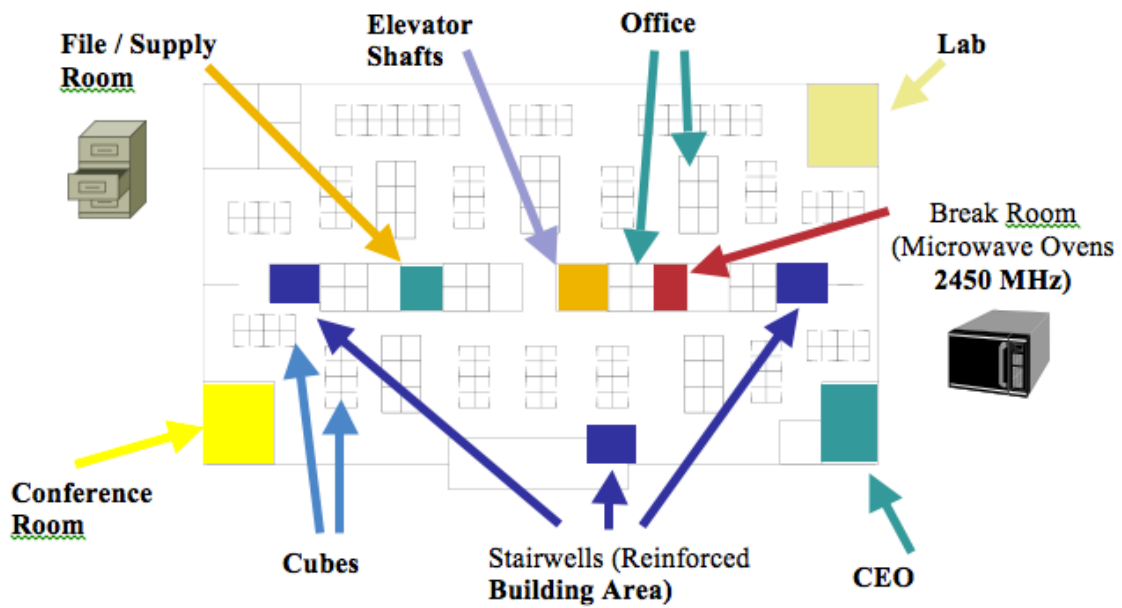 File / Supply
Room
Elevator
Shafts
Office
Lab
Break Room
(Microwave Ovens
2450 MHz)
Conference
Room
Cubes
Stairwells (Reinforced
Building Area)
CEO